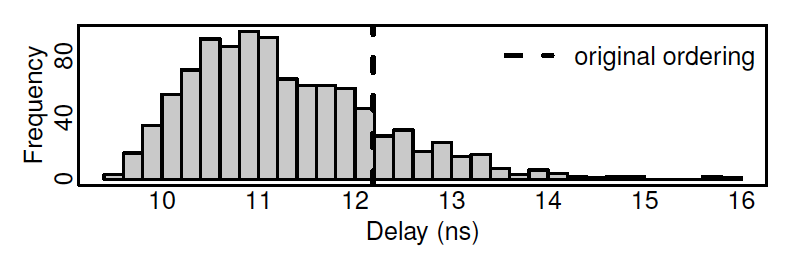 Frequency
80
40
0
original ordering
10 11 12 13 14 15 16
Delay (ns)